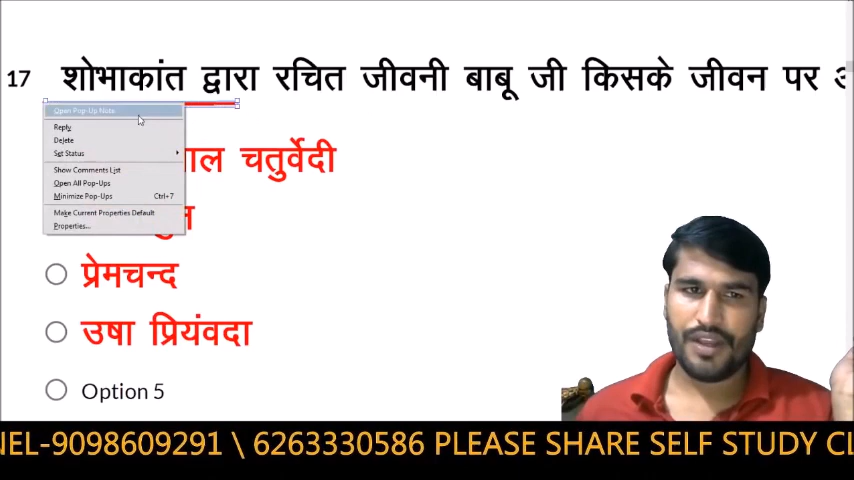 17 शोभाकांत द्वारा रचित जीवनी बाबू जी किसके जीवन पर
Open Pop-Up Note
Reply
Delete
Set Status
Show Comments List
Open All Pop-Ups
Minimize Pop-Ups Ctrl+7
Make Current Properties Default
Properties...
चतुर्वेदी
प्रेमचन्द
उषा प्रियंवदा
Option 5
NEL-9098609291 \ 6263330586 PLEASE SHARE SELF STUDY CL